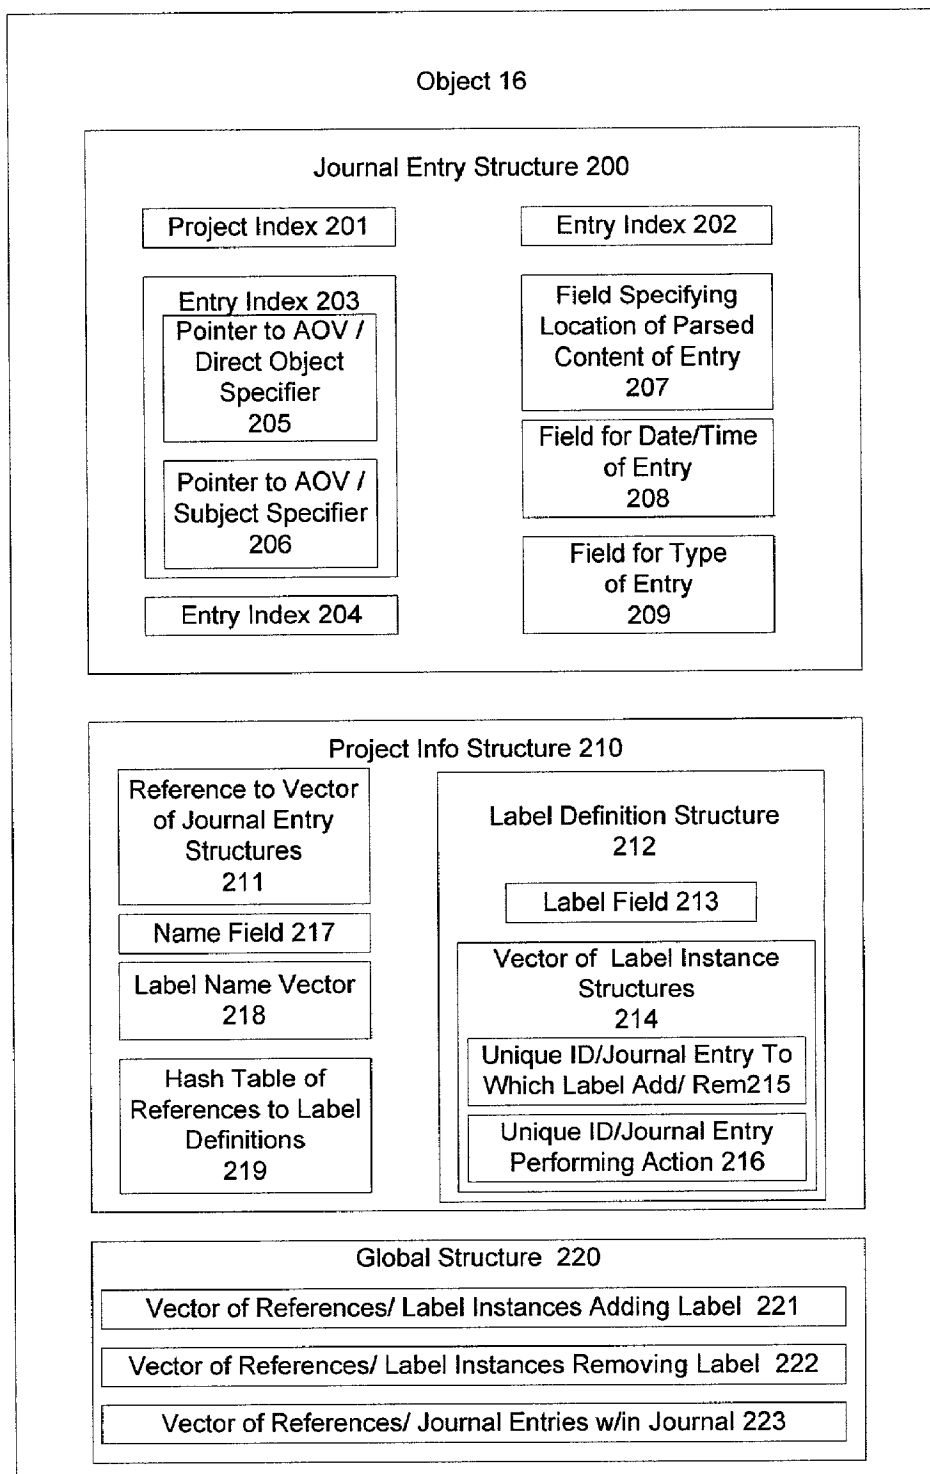 Object 16
Journal Entry Structure 200
Project Index 201
Entry Index 202
Entry Index 203
Pointer to AOV /
Direct Object
Specifier
205
Pointer to AOV /
Subject Specifier
206
Entry Index 204
Field Specifying
Location of Parsed
Content of Entry
207
Field for Date/Time
of Entry
208
Field for Type
of Entry
209
Project Info Structure 210
Reference to Vector
of Journal Entry
Structures
211
Name Field 217
Label Name Vector
218
Hash Table of
References to Label
Definitions
219
Label Definition Structure
212
Label Field 213
Vector of Label Instance
Structures
214
Unique ID/Journal Entry To
Which Label Add/ Rem215
Unique ID/Journal Entry
Performing Action 216
Global Structure 220
Vector of References/ Label Instances Adding Label 221
Vector of References/ Label Instances Removing Label 222
Vector of References/ Journal Entries w/in Journal 223